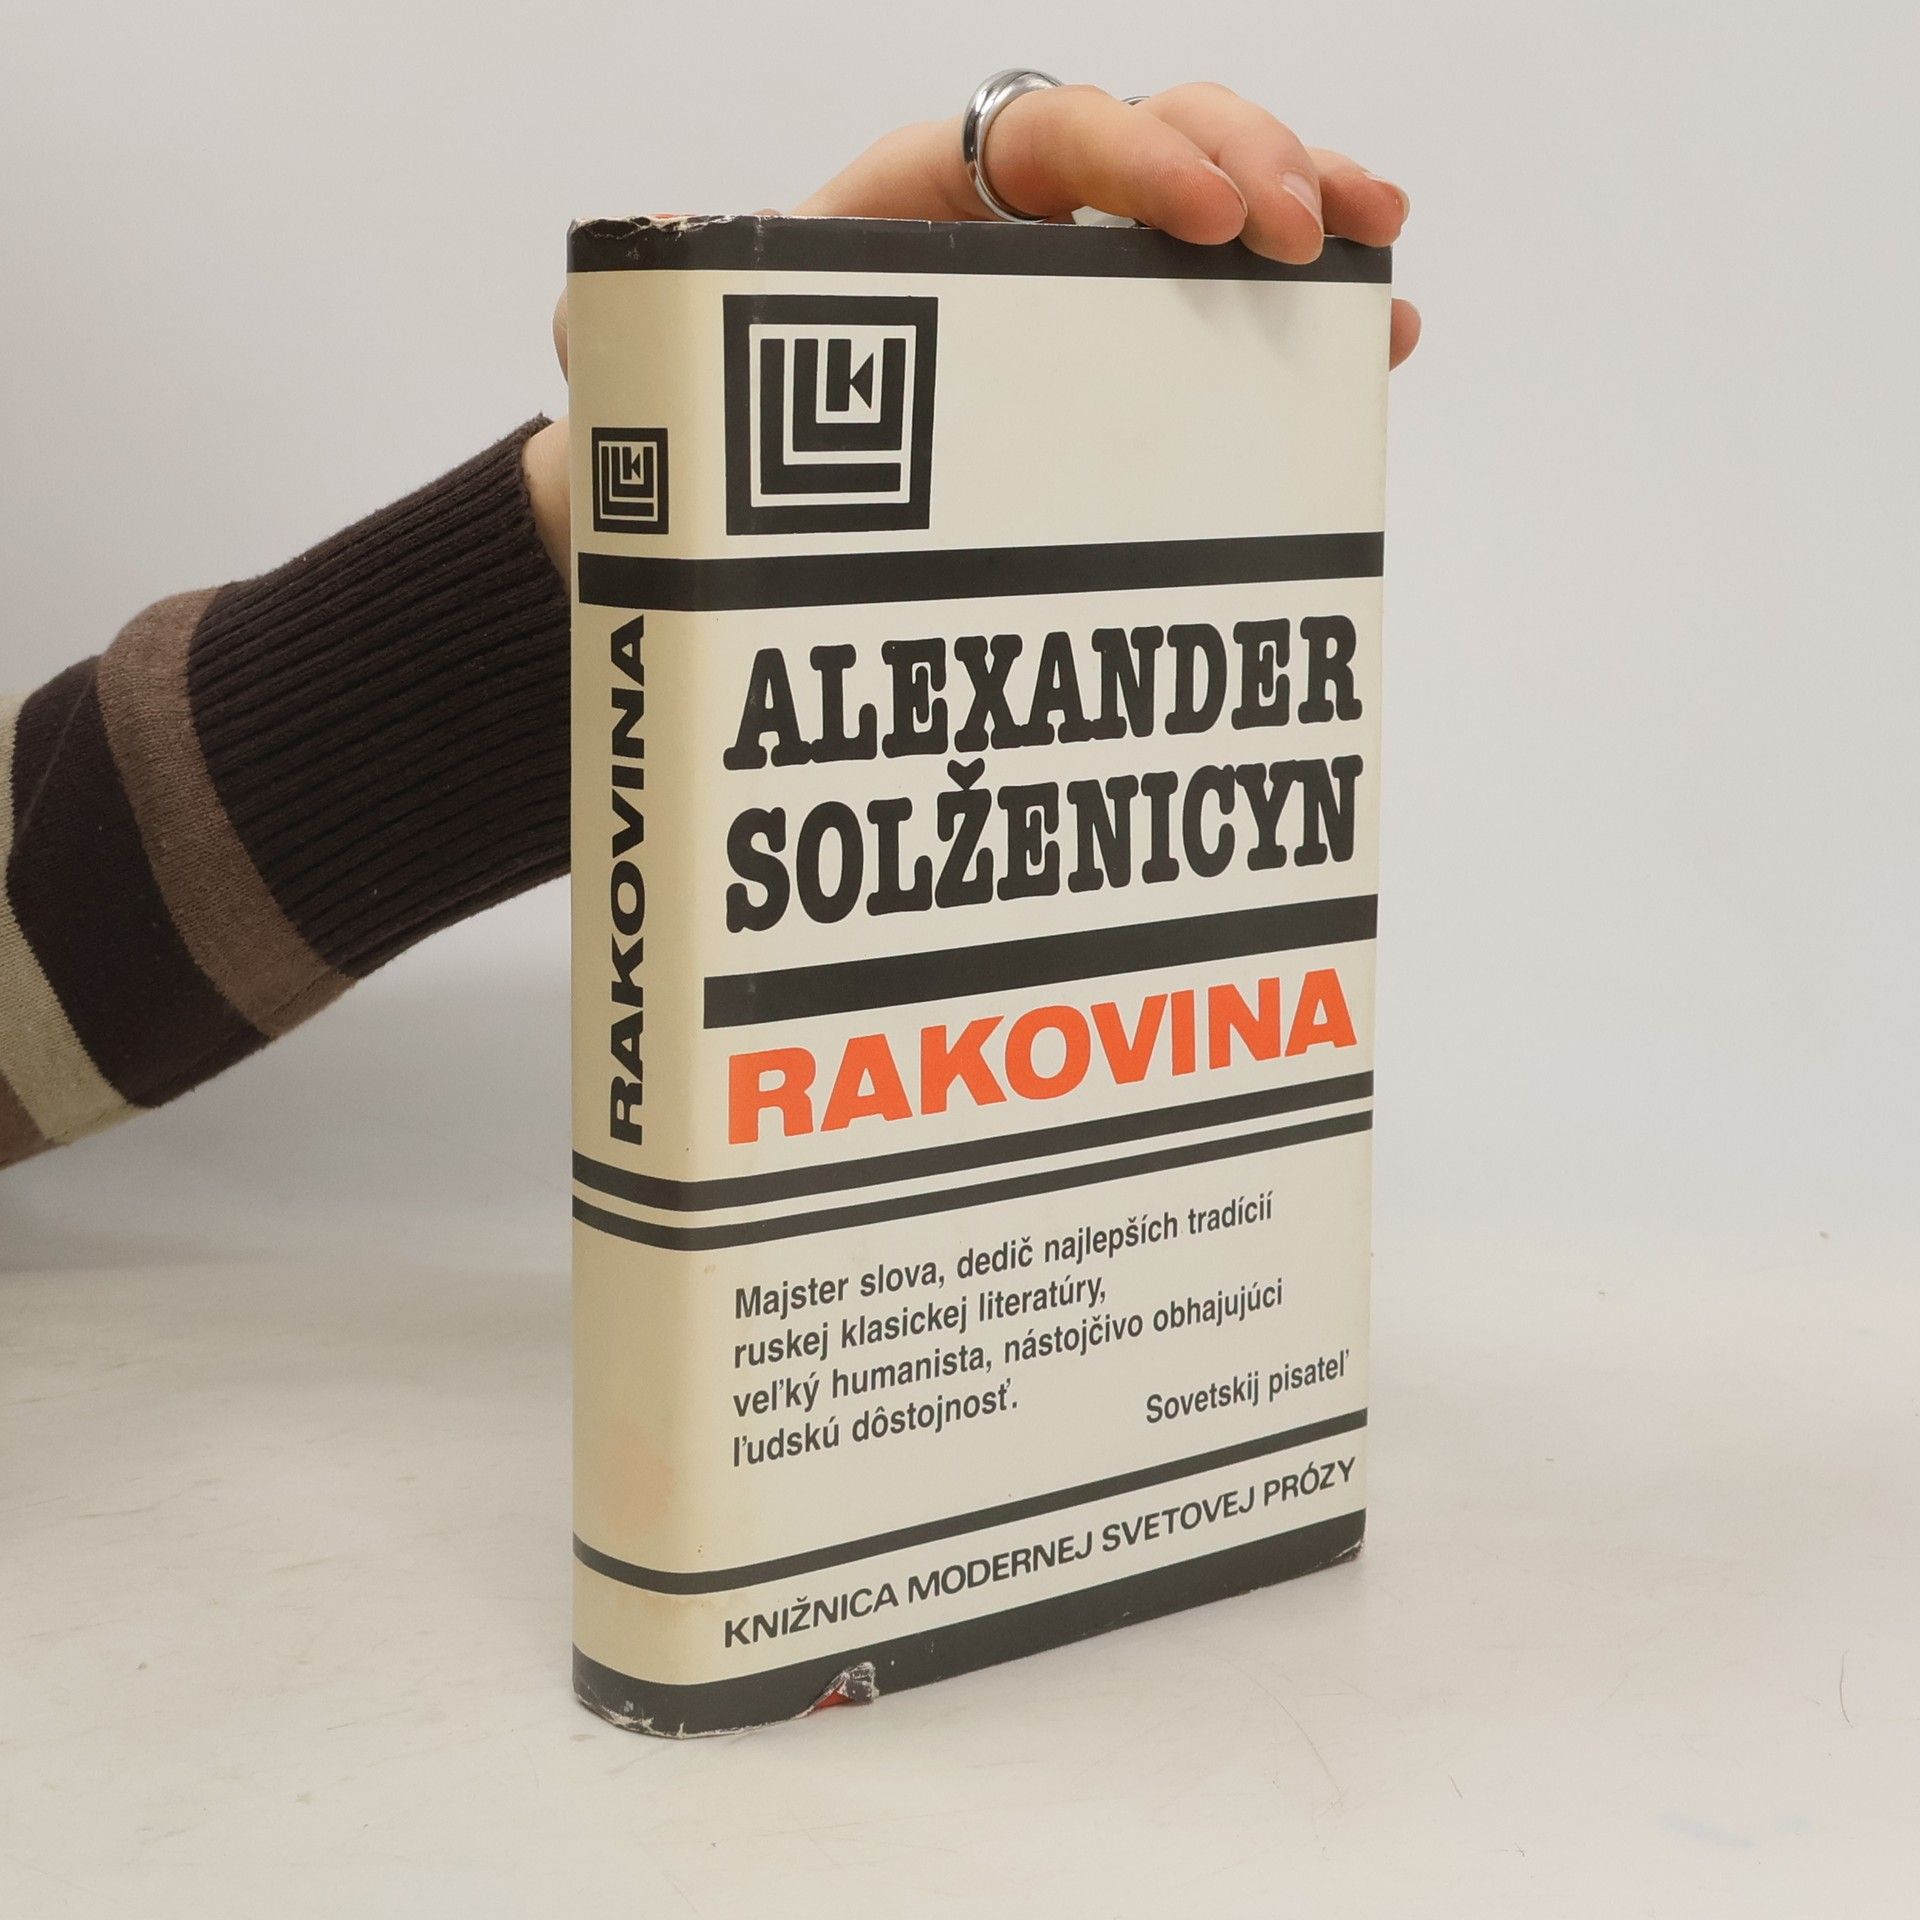 RAKOVINA
ALEXANDER
SOLŽENICYN
RAKOVINA
Majster slova, dedič najlepších tradícií
ruskej klasickej literatúry,
veľký humanista, nástojčivo obhajujúci
ľudskú dôstojnosť.
Sovetskij pisateľ
KNIŽNICA MODERNEJ SVETOVEJ PRÓZY